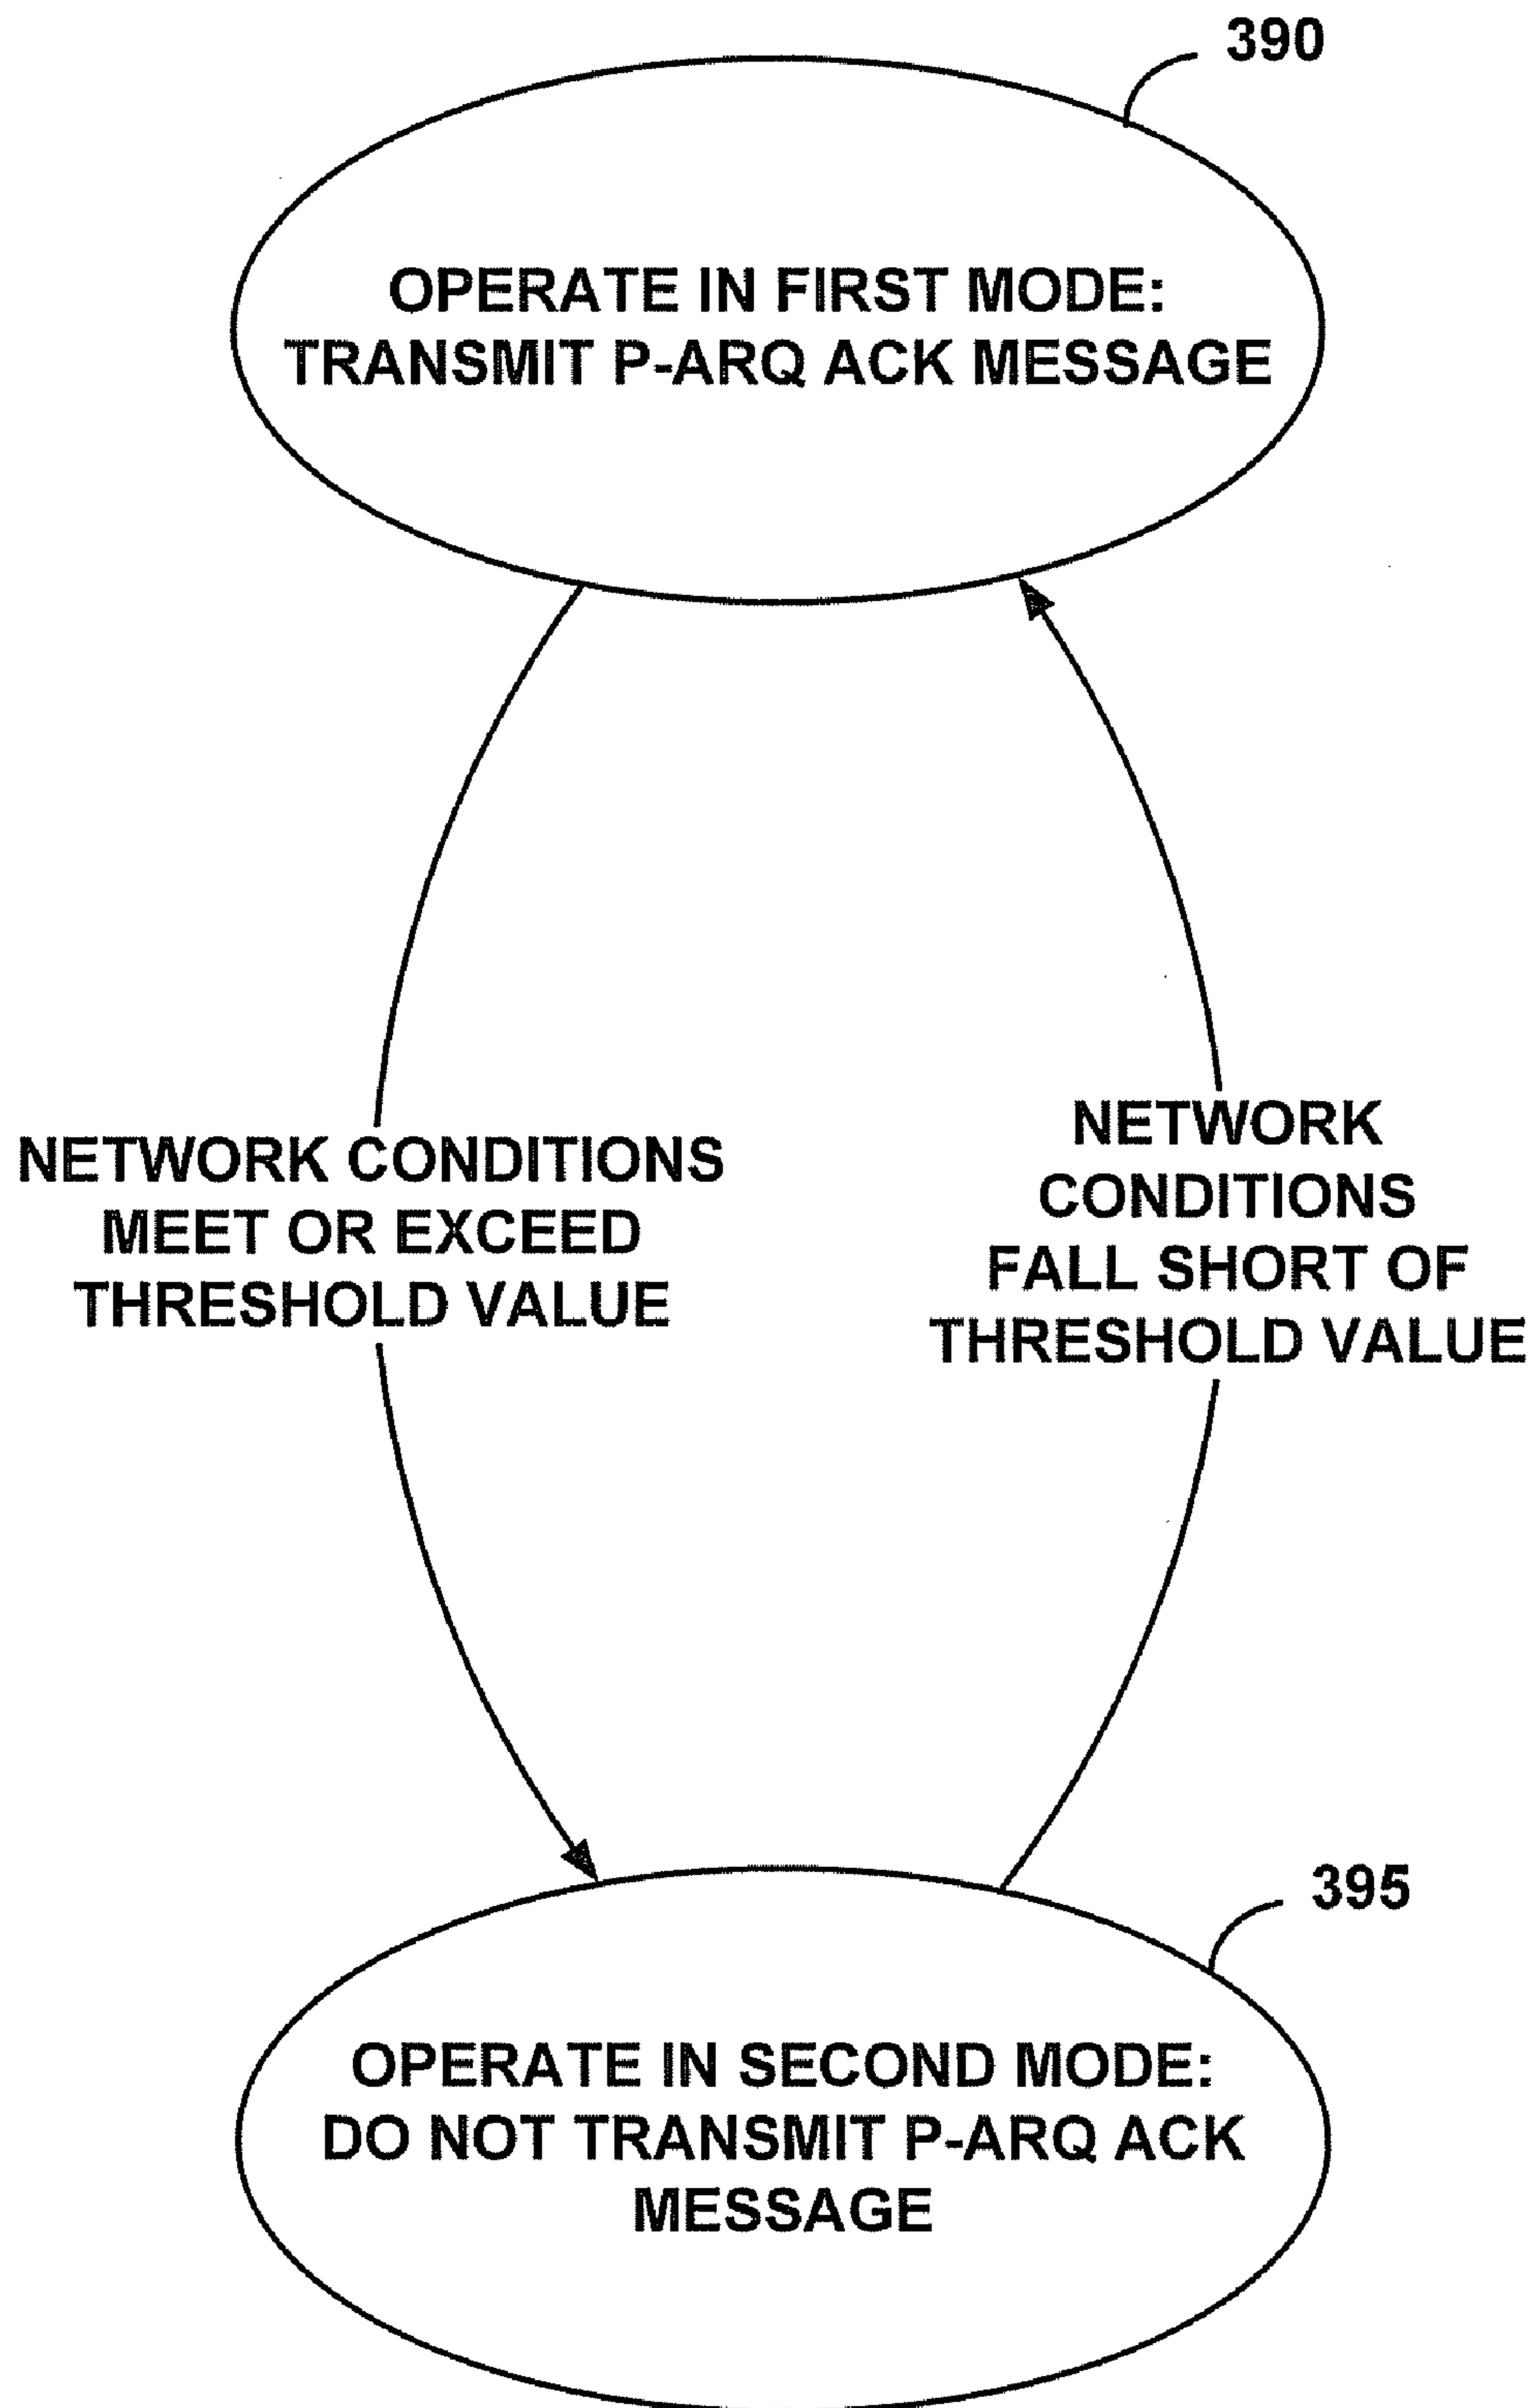 390
OPERATE IN FIRST MODE:
TRANSMIT P-ARQ ACK MESSAGE
NETWORK CONDITIONS
MEET OR EXCEED
THRESHOLD VALUE
NETWORK
CONDITIONS
FALL SHORT OF
THRESHOLD VALUE
395
OPERATE IN SECOND MODE:
DO NOT TRANSMIT P-ARQ ACK
MESSAGE